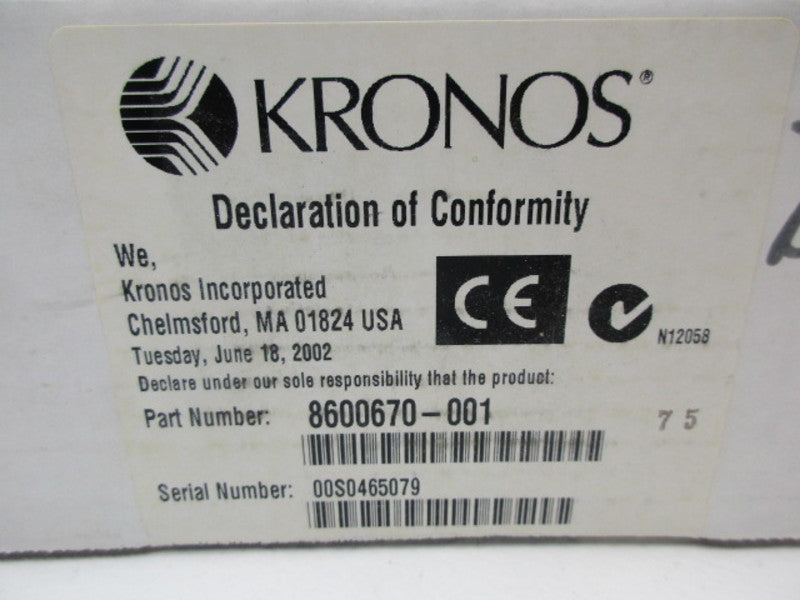 KRONOS®
Declaration of Conformity
We,
Kronos Incorporated
Chelmsford, MA 01824 USA
Tuesday, June 18, 2002
CE
N12058
Declare under our sole responsibility that the product:
Part Number: 8600670-001
75
Serial Number: 00S0465079